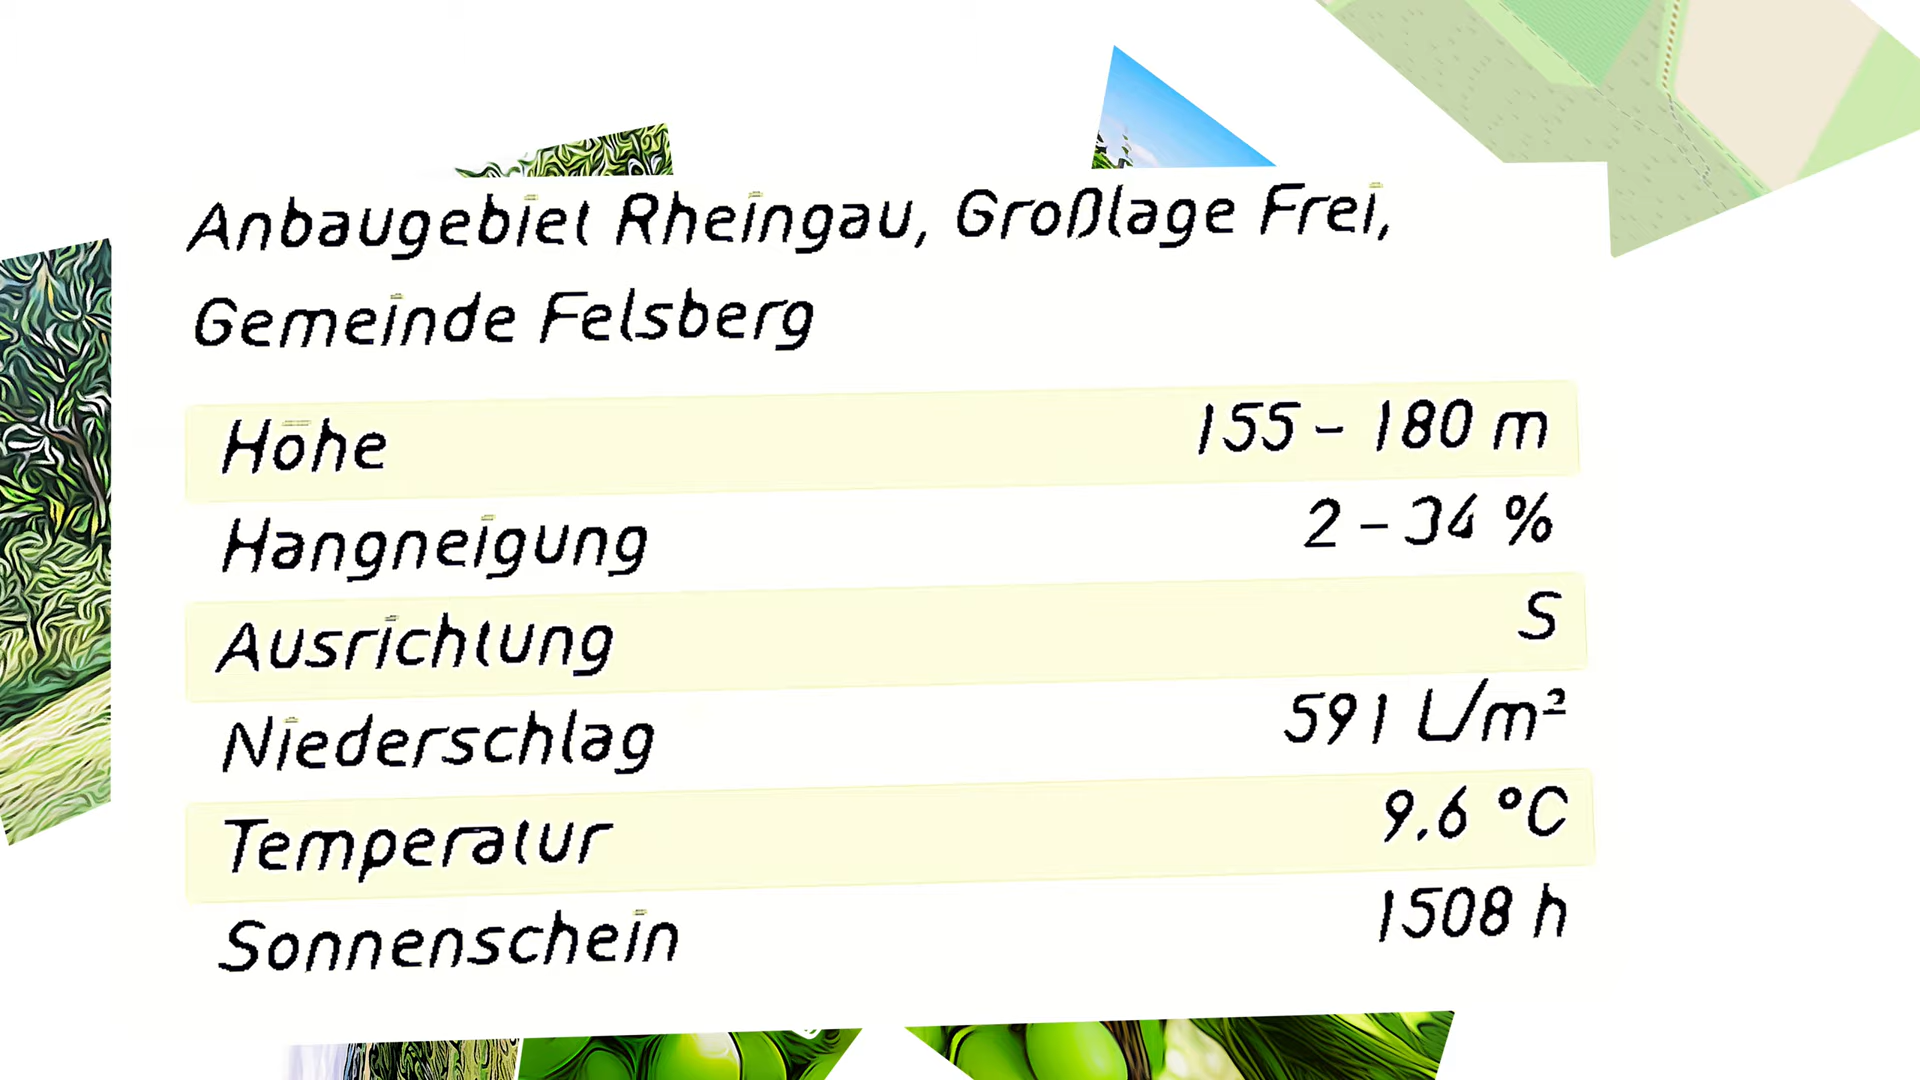 Anbaugebiet Rheingau, Großlage Frei,
Gemeinde Felsberg
Höhe 155 – 180 m
Hangneigung 2 – 34 %
Ausrichtung S
Niederschlag 591 L/m²
Temperatur 9,6 °C
Sonnenschein 1508 h